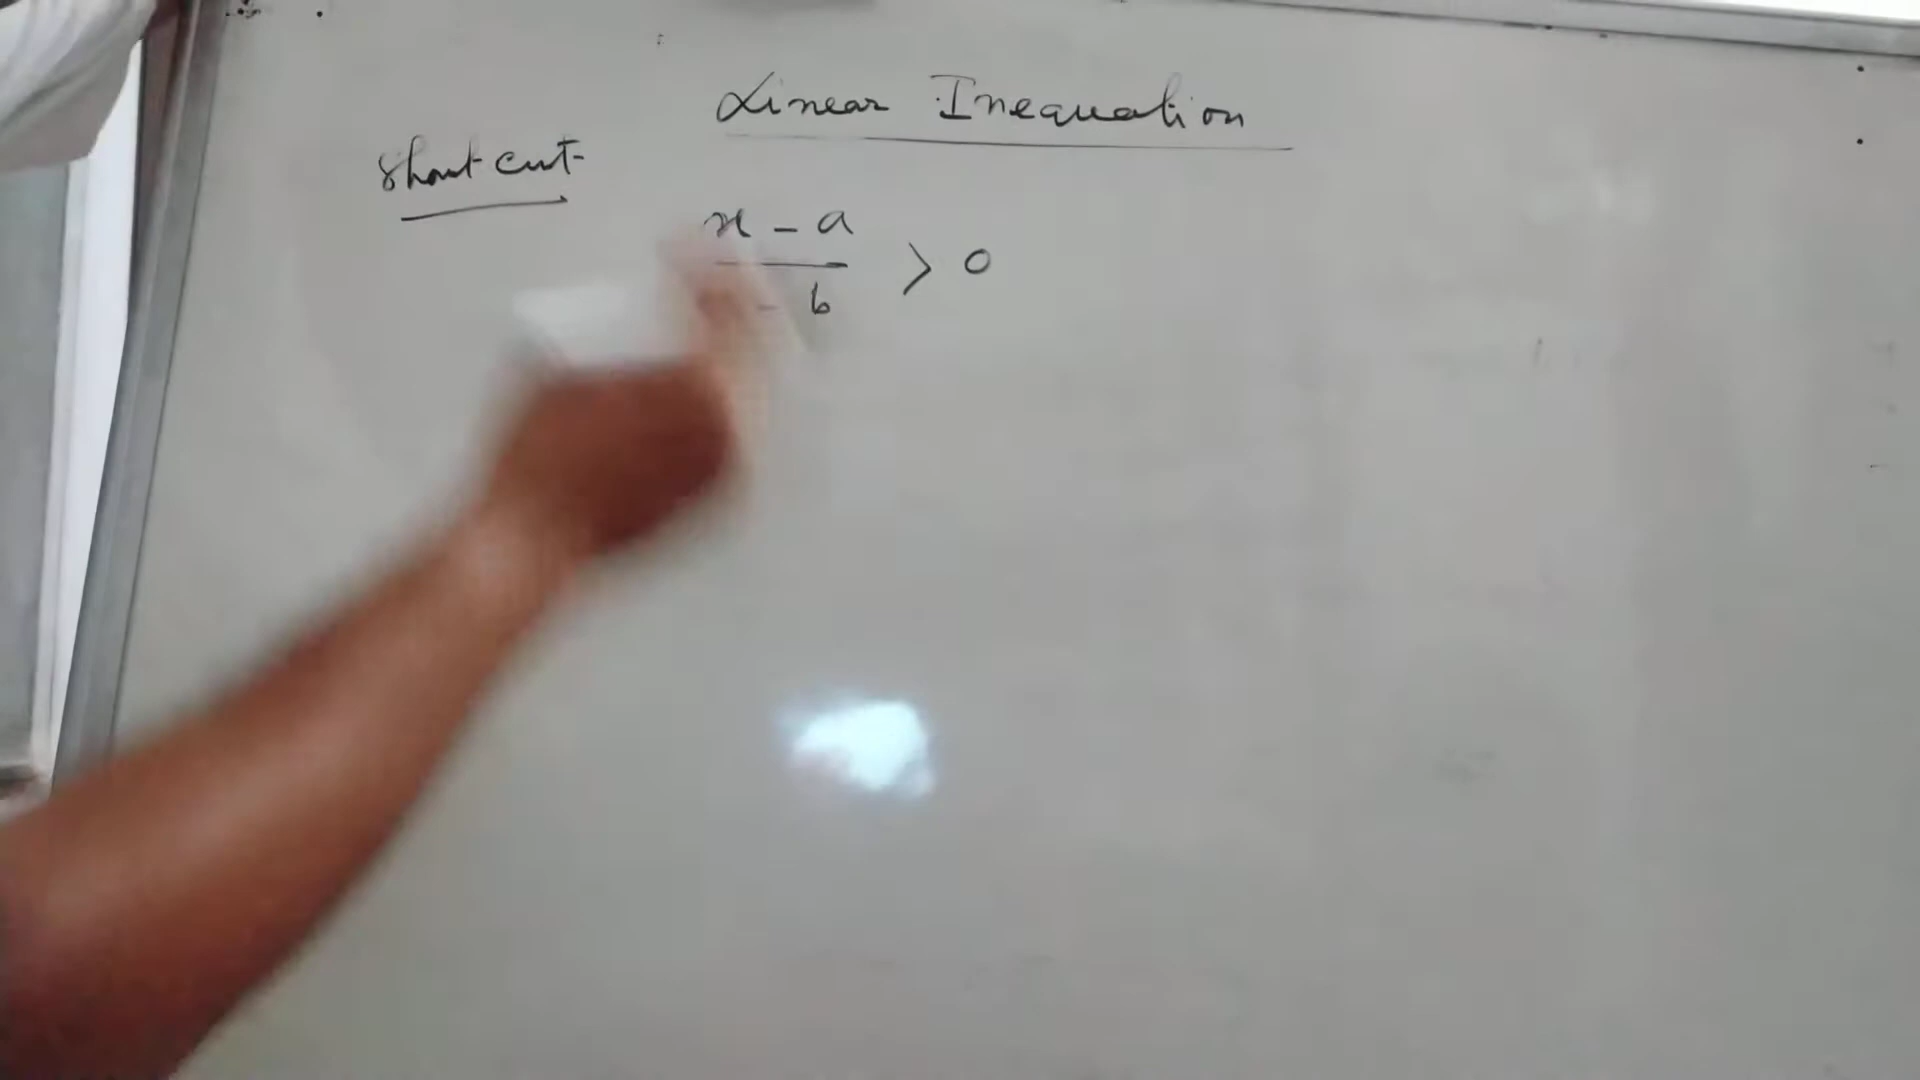 Linear Inequation
Short cut
x - a
> 0
- b